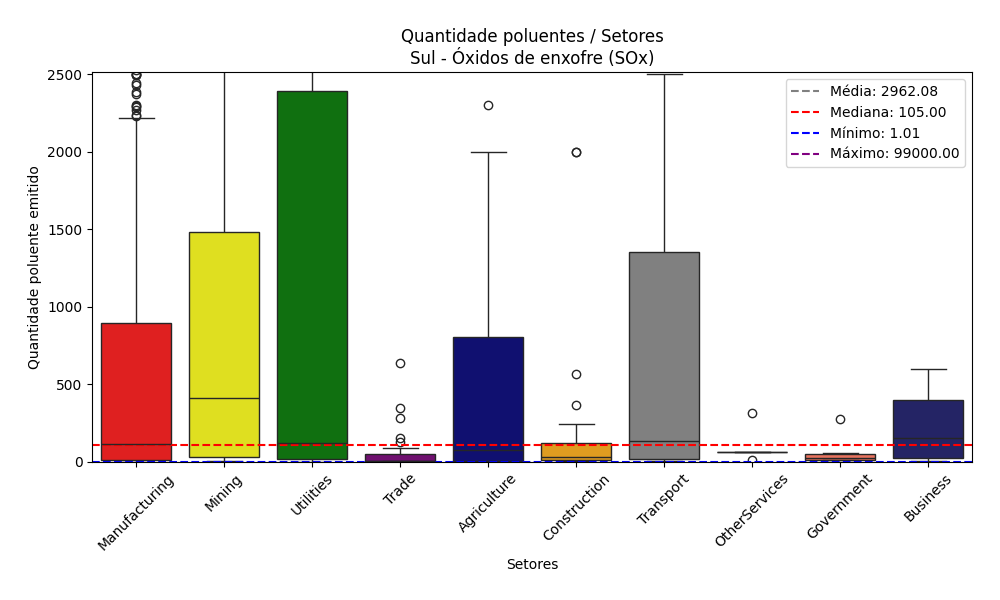 Quantidade poluentes / Setores
Sul - Óxidos de enxofre (SOx)
Média: 2962.08
Mediana: 105.00
Mínimo: 1.01
Máximo: 99000.00
Quantidade poluente emitido
2500
2000
1500
1000
500
0
Manufacturing
Mining
Utilities
Trade
Agriculture
Construction
Transport
OtherServices
Government
Business
Setores